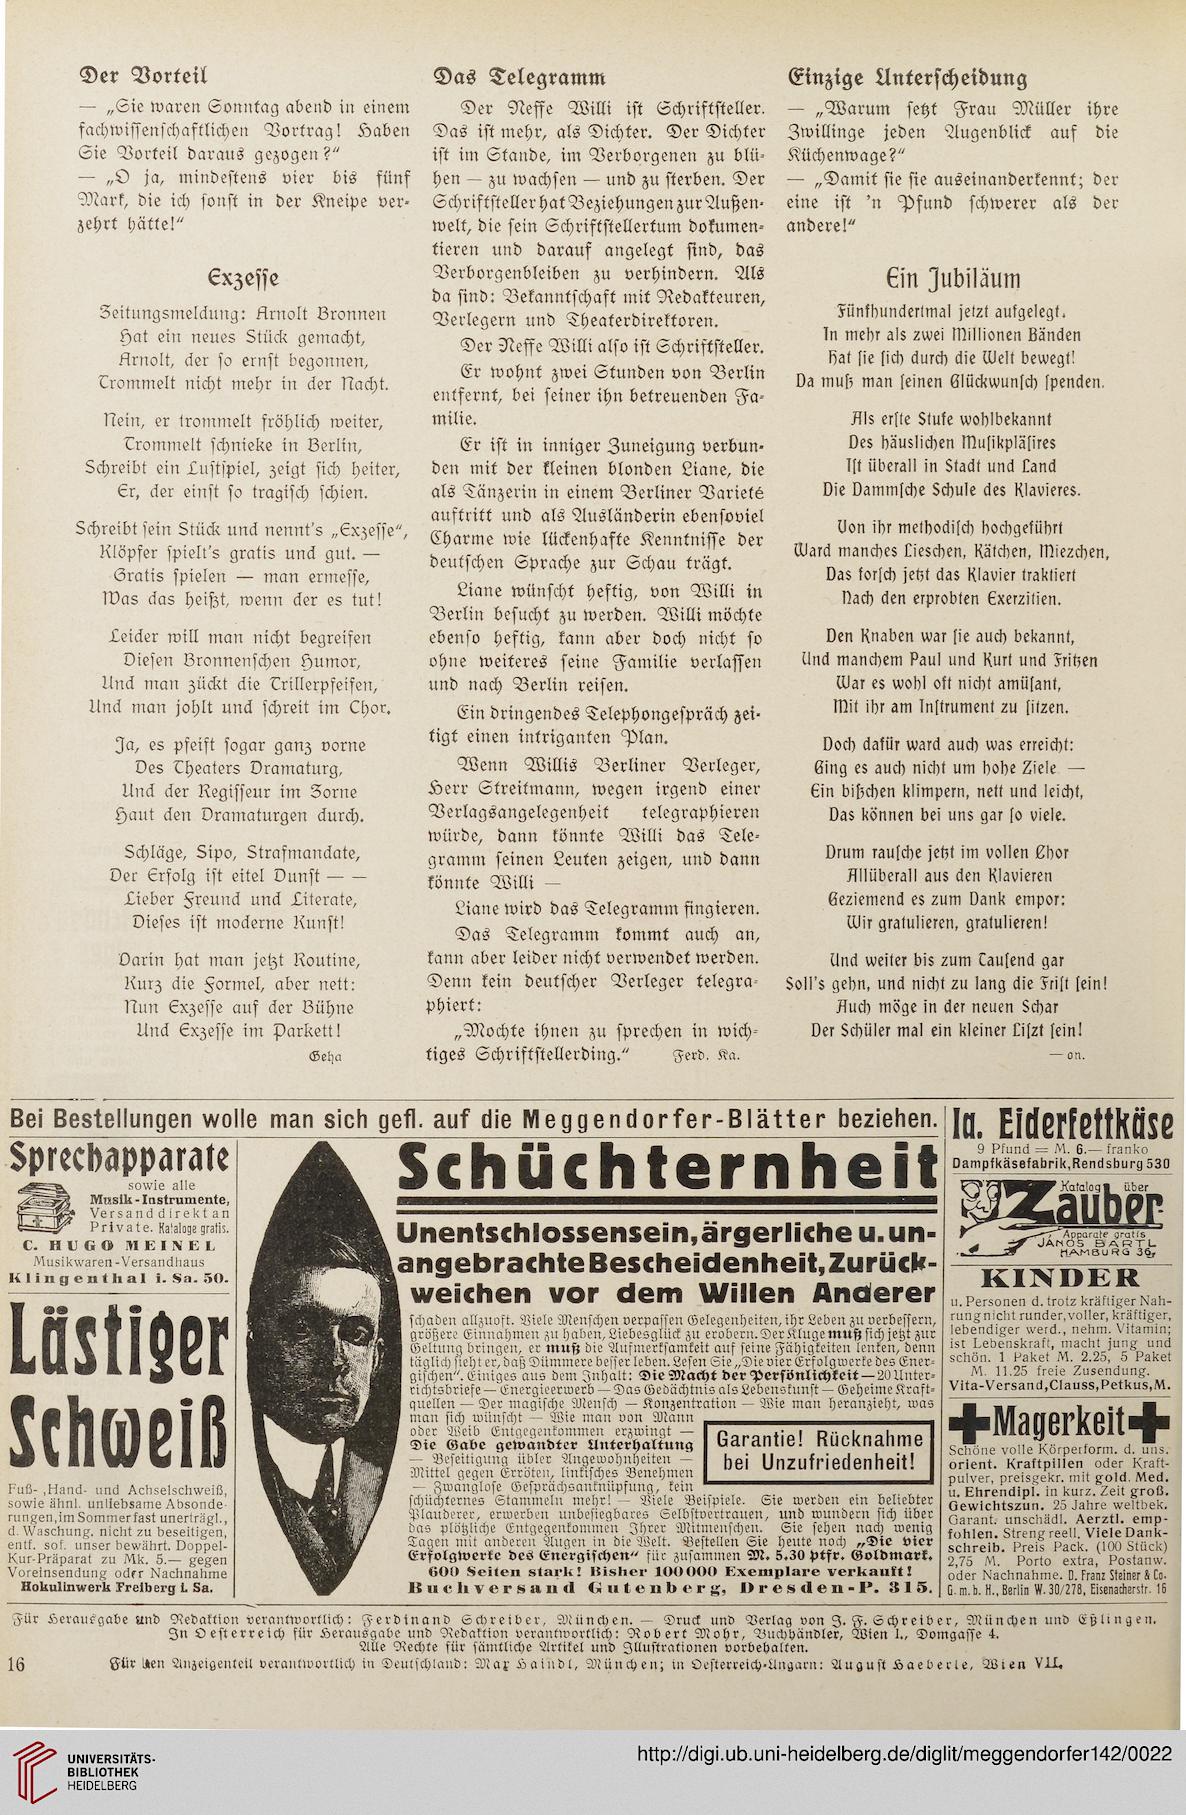 Der Vorteil
— „Sie waren Sonntag abend in einem
fachwissenschaftlichen Vortrag! Haben
Sie Vorteil daraus gezogen?“
— „O ja, mindestens vier bis fünf
Mark, die ich sonst in der Kneipe ver-
zehrt hätte!“
Exzesse
Zeitungsmeldung: Arnolt Bronnen
Hat ein neues Stück gemacht,
Arnolt, der so ernst begonnen,
Trommelt nicht mehr in der Nacht.
Nein, er trommelt fröhlich weiter,
Trommelt schnieke in Berlin,
Schreibt ein Lustspiel, zeigt sich heiter,
Er, der einst so tragisch schien.
Schreibt sein Stück und nennt's „Exzesse“,
Klöpfer spielt's gratis und gut. —
Gratis spielen — man ermesse,
Was das heißt, wenn der es tut!
Leider will man nicht begreifen
Diesen Bronnenschen Humor,
Und man zückt die Trillerpfeifen,
Und man johlt und schreit im Chor.
Ja, es pfeift sogar ganz vorne
Des Theaters Dramaturg,
Und der Regisseur im Zorne
Haut den Dramaturgen durch.
Schläge, Sipo, Strafmandate,
Der Erfolg ist eitel Dunst — —
Lieber Freund und Literate,
Dieses ist moderne Kunst!
Darin hat man jetzt Routine,
Kurz die Formel, aber nett:
Nun Exzesse auf der Bühne
Und Exzesse im Parkett!
Geha
Das Telegramm
Der Neffe Willi ist Schriftsteller.
Das ist mehr, als Dichter. Der Dichter
ist im Stande, im Verborgenen zu blü-
hen — zu wachsen — und zu sterben. Der
Schriftsteller hat Beziehungen zur Außen-
welt, die sein Schriftstellertum dokumen-
tieren und darauf angelegt sind, das
Verborgenbleiben zu verhindern. Als
da sind: Bekanntschaft mit Redakteuren,
Verlegern und Theaterdirektoren.
Der Neffe Willi also ist Schriftsteller.
Er wohnt zwei Stunden von Berlin
entfernt, bei seiner ihn betreuenden Fa-
milie.
Er ist in inniger Zuneigung verbun-
den mit der kleinen blonden Liane, die
als Tänzerin in einem Berliner Varieté
auftritt und als Ausländerin ebensoviel
Charme wie lückenhafte Kenntnisse der
deutschen Sprache zur Schau trägt.
Liane wünscht heftig, von Willi in
Berlin besucht zu werden. Willi möchte
ebenso heftig, kann aber doch nicht so
ohne weiteres seine Familie verlassen
und nach Berlin reisen.
Ein dringendes Telephongespräch zei-
tigt einen intriganten Plan.
Wenn Willis Berliner Verleger,
Herr Streitmann, wegen irgend einer
Verlagsangelegenheit telegraphieren
würde, dann könnte Willi das Tele-
gramm seinen Leuten zeigen, und dann
könnte Willi —
Liane wird das Telegramm fingieren.
Das Telegramm kommt auch an,
kann aber leider nicht verwendet werden.
Denn kein deutscher Verleger telegra-
phiert:
„Mochte ihnen zu sprechen in wich-
tiges Schriftstellerding.“ Ferd. Ka.
Einzige Unterscheidung
— „Warum setzt Frau Müller ihre
Zwillinge jeden Augenblick auf die
Küchenwage?“
— „Damit sie sie auseinanderkennt; der
eine ist 'n Pfund schwerer als der
andere!“
Ein Jubiläum
Fünfhundertmal jetzt aufgelegt,
In mehr als zwei Millionen Bänden
Hat sie sich durch die Welt bewegt!
Da muß man seinen Glückwunsch spenden.
Als erste Stufe wohlbekannt
Des häuslichen Musikpläsires
Ist überall in Stadt und Land
Die Dammsche Schule des Klavieres.
Von ihr methodisch hochgeführt
Ward manches Lieschen, Kätchen, Miezchen,
Das forsch jetzt das Klavier traktiert
Nach den erprobten Exerzitien.
Den Knaben war sie auch bekannt,
Und manchem Paul und Kurt und Fritzen
War es wohl oft nicht amüsant,
Mit ihr am Instrument zu sitzen.
Doch dafür ward auch was erreicht:
Ging es auch nicht um hohe Ziele —
Ein bißchen klimpern, nett und leicht,
Das können bei uns gar so viele.
Drum rausche jetzt im vollen Chor
Allüberall aus den Klavieren
Geziemend es zum Dank empor:
Wir gratulieren, gratulieren!
Und weiter bis zum Tausend gar
Soll's gehn, und nicht zu lang die Frist sein!
Auch möge in der neuen Schar
Der Schüler mal ein kleiner Liszt sein!
— on.
Bei Bestellungen wolle man sich gefl. auf die Meggendorfer-Blätter beziehen.
Sprechapparate
sowie alle
Musik-Instrumente,
Versand direkt an
Private. Kataloge gratis.
C. HUGO MEINEL
Musikwaren-Versandhaus
Klingenthal i. Sa. 50.
Lästiger
Schweiß
Fuß-, Hand- und Achselschweiß,
sowie ähnl. unliebsame Absonde-
rungen, im Sommer fast unerträgl.,
d. Waschung. nicht zu beseitigen,
entf. sof. unser bewährt. Doppel-
Kur-Präparat zu Mk. 5.— gegen
Voreinsendung oder Nachnahme
Hokulinwerk Freiberg i. Sa.
Schüchternheit
Unentschlossensein, ärgerliche u. un-
angebrachte Bescheidenheit, Zurück-
weichen vor dem Willen Anderer
schaden allzuoft. Viele Menschen verpassen Gelegenheiten, ihr Leben zu verbessern,
größere Einnahmen zu haben, Liebesglück zu erobern. Der Kluge muß sich jetzt zur
Geltung bringen, er muß die Aufmerksamkeit auf seine Fähigkeiten lenken, denn
täglich sieht er, daß Dümmere besser leben. Lesen Sie „Die vier Erfolgwerke des Ener-
gischen“. Einiges aus dem Inhalt: Die Macht der Persönlichkeit — 20 Unter-
richtsbriefe — Energieerwerb — Das Gedächtnis als Lebenskunst — Geheime Kraft-
quellen — Der magische Mensch — Konzentration — Wie man heranzieht, was
man sich wünscht — Wie man von Mann
oder Weib Entgegenkommen erzwingt —
Die Gabe gewandter Unterhaltung
— Beseitigung übler Angewohnheiten —
Mittel gegen Erröten, linkisches Benehmen
— Zwanglose Gesprächsanknüpfung, kein
schüchternes Stammeln mehr! — Viele Beispiele. Sie werden ein beliebter
Plauderer, erwerben unbesiegbares Selbstvertrauen, und wundern sich über
das plötzliche Entgegenkommen Ihrer Mitmenschen. Sie sehen nach wenig
Tagen mit anderen Augen in die Welt. Bestellen Sie heute noch „Die vier
Erfolgwerke des Energischen“ für zusammen M. 5.30 ptfr. Goldmark.
600 Seiten stark! Bisher 100000 Exemplare verkauft!
Buchversand Gutenberg, Dresden-P. 315.
Garantie! Rücknahme
bei Unzufriedenheit!
Ia. Eiderfettkäse
9 Pfund = M. 6.— franko
Dampfkäsefabrik, Rendsburg 530
Katalog über
Zauber-
Apparate gratis
JÁNOS BARTL
HAMBURG 36,
KINDER
u. Personen d. trotz kräftiger Nah-
rung nicht runder, voller, kräftiger,
lebendiger werd., nehm. Vitamin;
ist Lebenskraft, macht jung und
schön. 1 Paket M. 2.25, 5 Paket
M. 11.25 freie Zusendung.
Vita-Versand, Clauss, Petkus, M.
Magerkeit
Schöne volle Körperform. d. uns.
orient. Kraftpillen oder Kraft-
pulver, preisgekr. mit gold. Med.
u. Ehrendipl. in kurz. Zeit groß.
Gewichtszun. 25 Jahre weltbek.
Garant. unschädl. Aerztl. emp-
fohlen. Streng reell. Viele Dank-
schreib. Preis Pack. (100 Stück)
2,75 M. Porto extra, Postanw.
oder Nachnahme. D. Franz Steiner & Co.
G. m. b. H., Berlin W. 30/278, Eisenacherstr. 16
Für Herausgabe und Redaktion verantwortlich: Ferdinand Schreiber, München. — Druck und Verlag von J. F. Schreiber, München und Eßlingen.
In Oesterreich für Herausgabe und Redaktion verantwortlich: Robert Mohr, Buchhändler, Wien I., Domgasse 4.
Alle Rechte für sämtliche Artikel und Illustrationen vorbehalten.
16
Für den Anzeigenteil verantwortlich in Deutschland: Max Haindl, München; in Oesterreich-Ungarn: August Haeberle, Wien VII.
UNIVERSITÄTS-
BIBLIOTHEK
HEIDELBERG
http://digi.ub.uni-heidelberg.de/diglit/meggendorfer142/0022